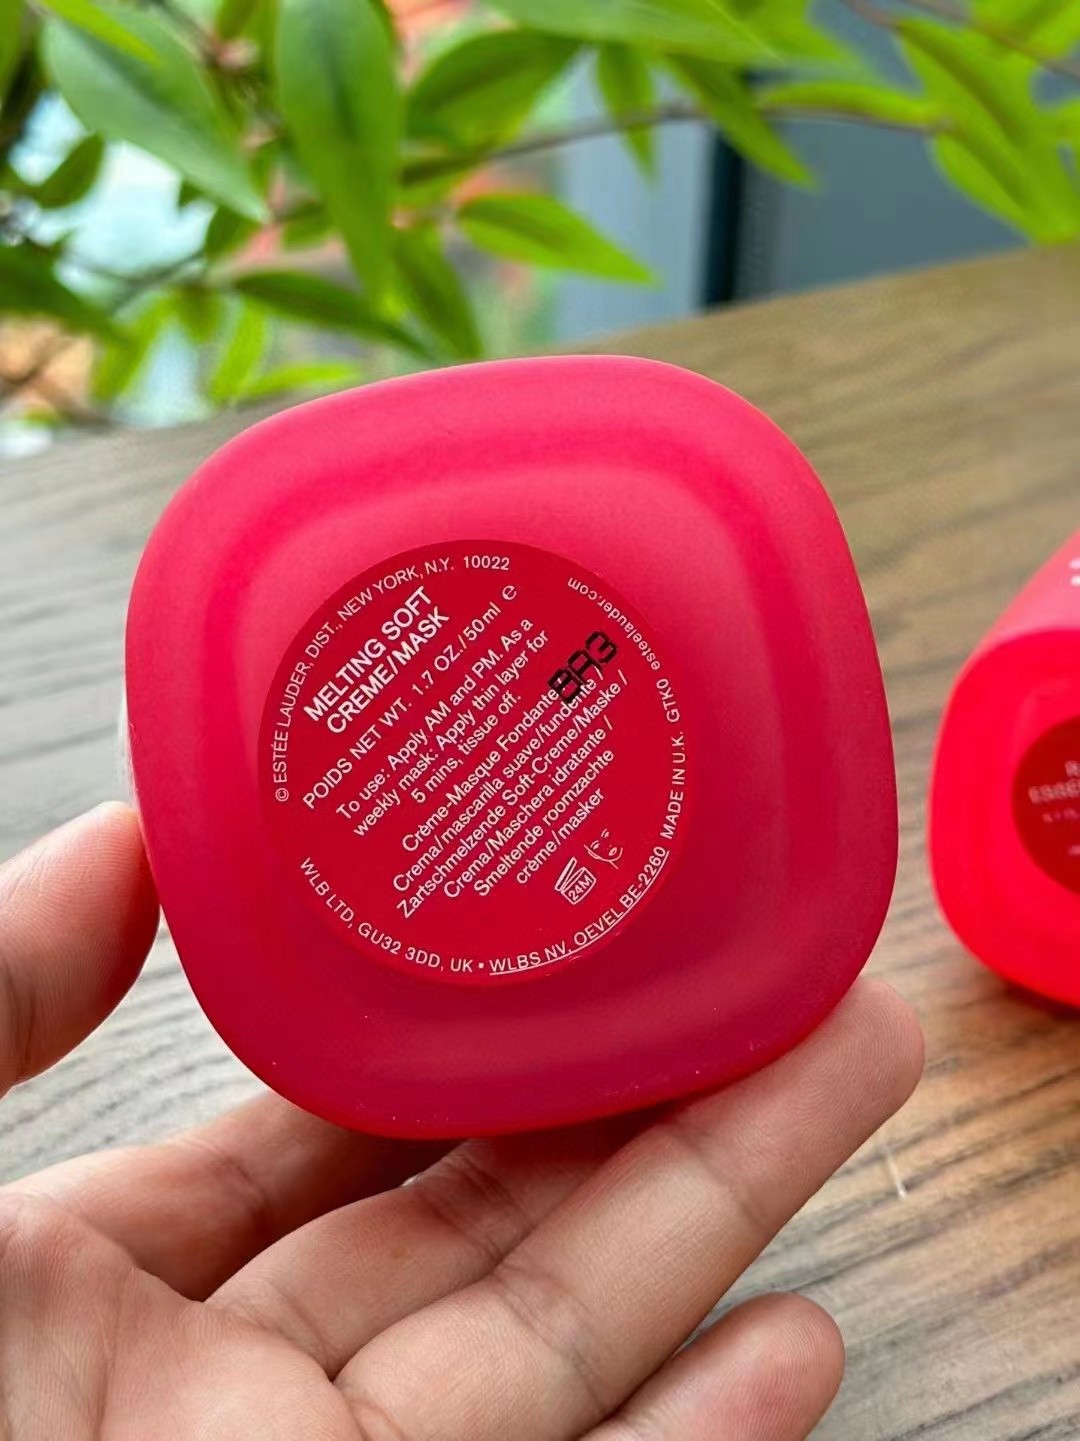 © ESTĒE LAUDER, DIST., NEW YORK, N.Y. 10022
MELTING SOFT
CREME/MASK
POIDS NET WT. 1.7 OZ./50ml e
To use: Apply AM and PM. As a
weekly mask: Apply thin layer for
5 mins, tissue off.
Crème-Masque Fondante /
Crema/mascarilla suave/fundente /
Zartschmelzende Soft-Creme/Maske /
Crema/Maschera idratante /
Smeltende roomzachte
crème/masker
8A3
24M
WLB LTD, GU32 3DD, UK • WLBS NV, OEVEL BE-2260 MADE IN U.K. GTK0 esteelauder.com